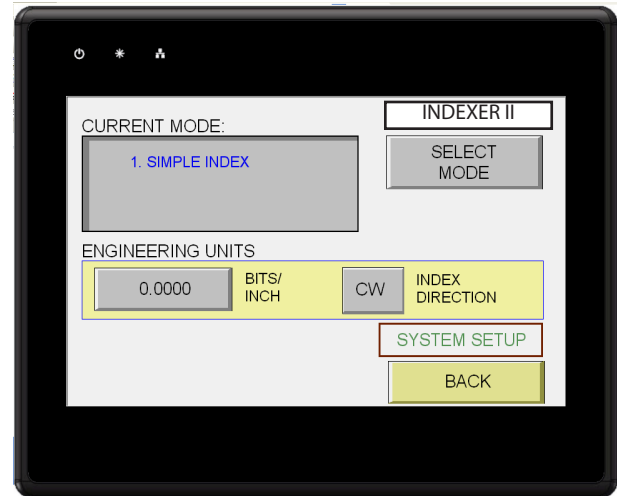 INDEXER II
CURRENT MODE:
1. SIMPLE INDEX
SELECT
MODE
ENGINEERING UNITS
0.0000
BITS/
INCH
CW
INDEX
DIRECTION
SYSTEM SETUP
BACK